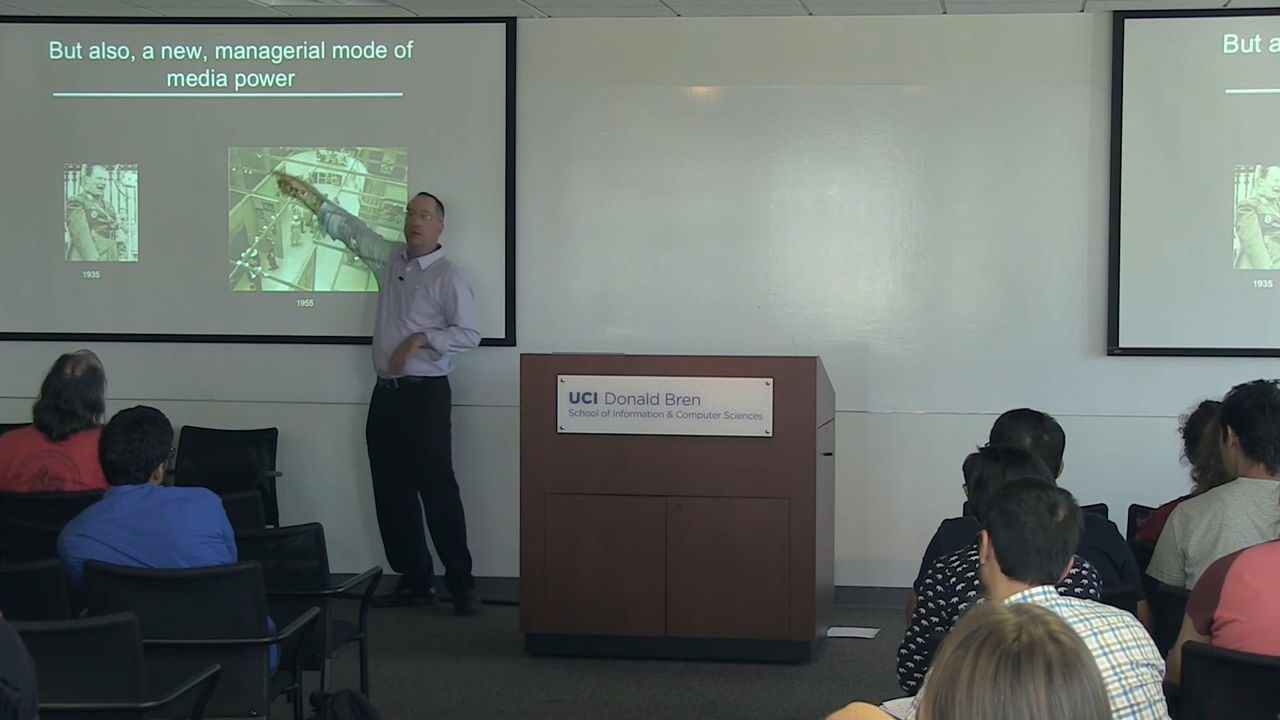 But also, a new, managerial mode of
media power
1935
1955
UCI Donald Bren
School of Information & Computer Sciences
But a
1935